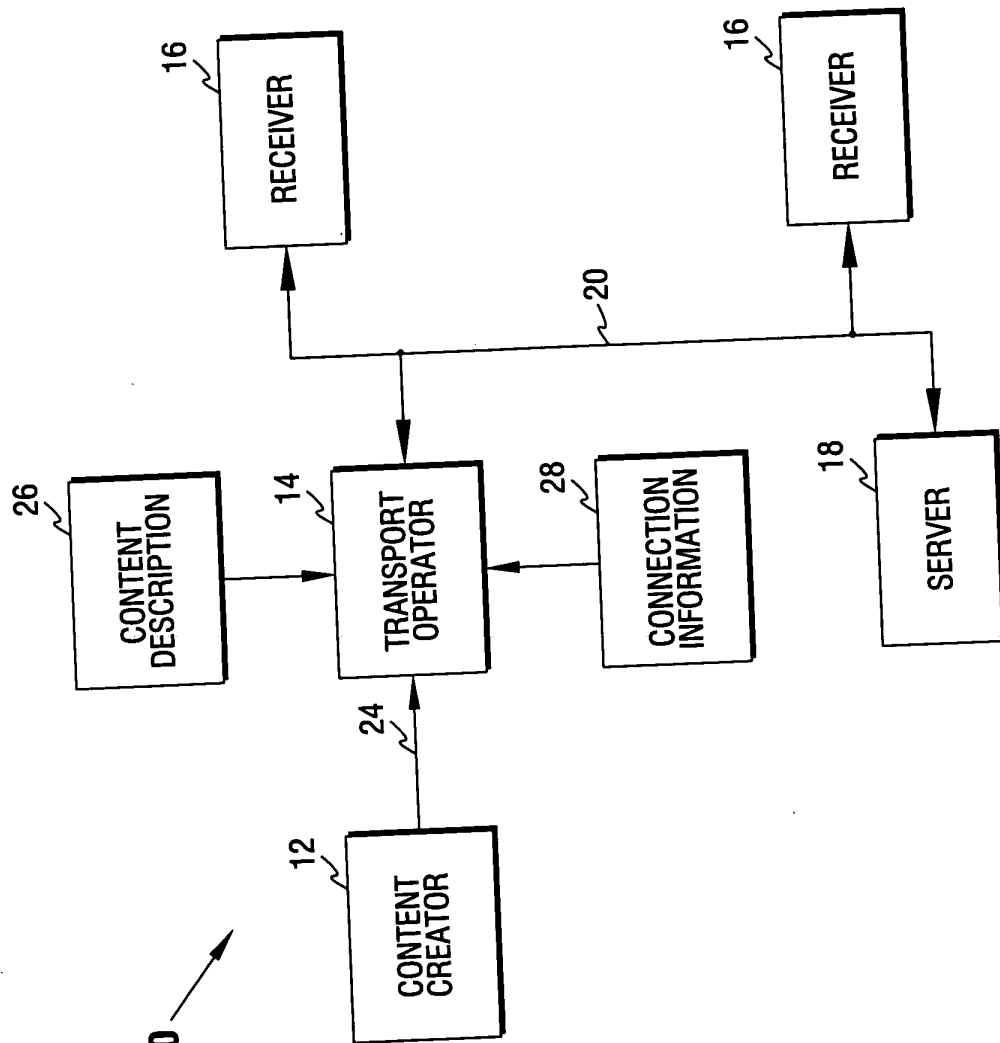 16
RECEIVER
16
RECEIVER
20
26
CONTENT
DESCRIPTION
14
TRANSPORT
OPERATOR
28
CONNECTION
INFORMATION
18
SERVER
24
12
CONTENT
CREATOR
0